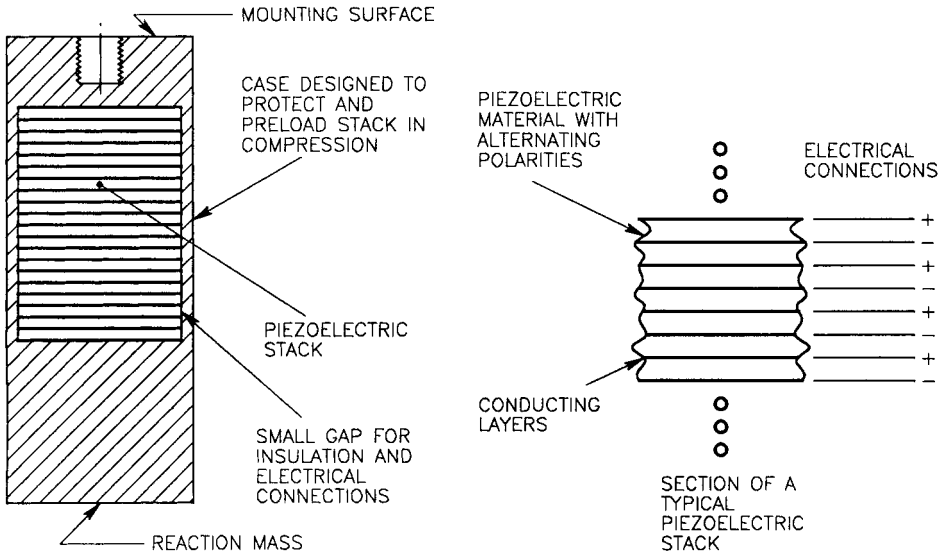 MOUNTING SURFACE
CASE DESIGNED TO
PROTECT AND
PRELOAD STACK IN
COMPRESSION
PIEZOELECTRIC
STACK
SMALL GAP FOR
INSULATION AND
ELECTRICAL
CONNECTIONS
REACTION MASS
PIEZOELECTRIC
MATERIAL WITH
ALTERNATING
POLARITIES
ELECTRICAL
CONNECTIONS
+
−
+
−
+
−
+
−
CONDUCTING
LAYERS
SECTION OF A
TYPICAL
PIEZOELECTRIC
STACK